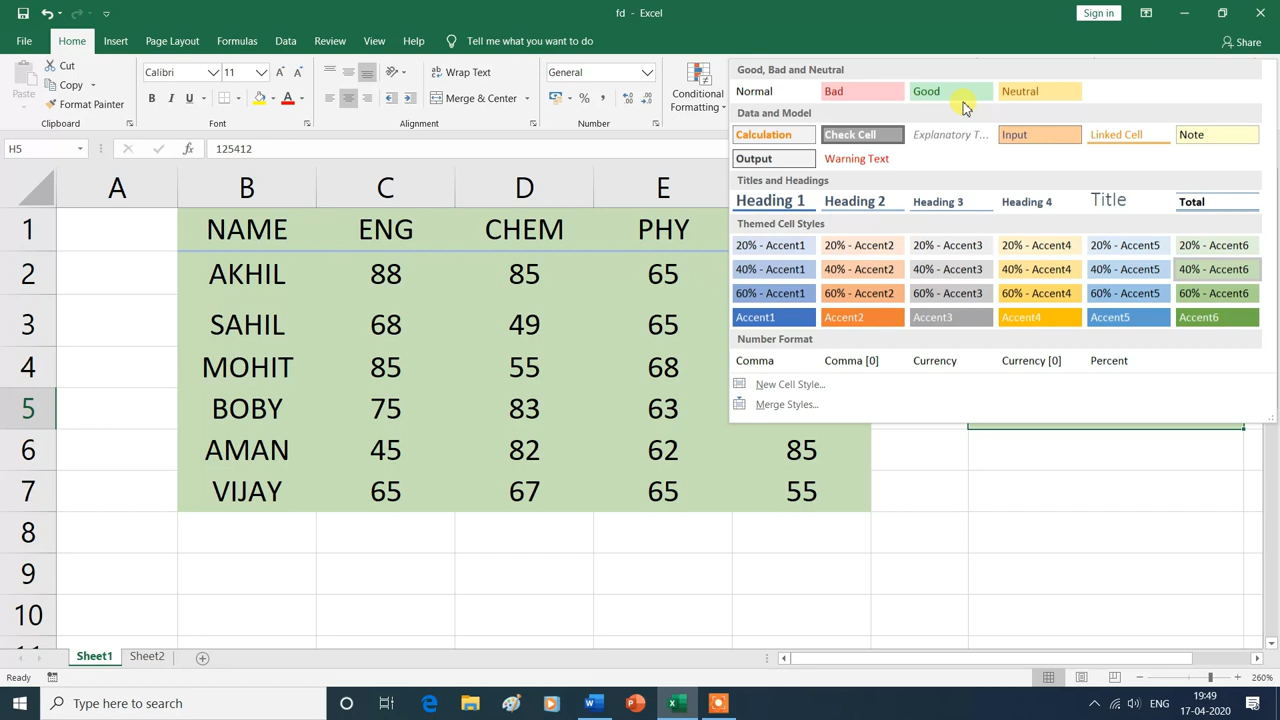 fd - Excel
Sign in
File Home Insert Page Layout Formulas Data Review View Help Tell me what you want to do Share
Paste
Cut
Copy
Format Painter
Clipboard
Calibri 11
B I U A
Font
Wrap Text
Merge & Center
Alignment
General
% ,
Number
Conditional
Formatting
Good, Bad and Neutral
Normal Bad Good Neutral
Data and Model
Calculation Check Cell Explanatory T... Input Linked Cell Note
Output Warning Text
Titles and Headings
Heading 1 Heading 2 Heading 3 Heading 4 Title Total
Themed Cell Styles
20% - Accent1 20% - Accent2 20% - Accent3 20% - Accent4 20% - Accent5 20% - Accent6
40% - Accent1 40% - Accent2 40% - Accent3 40% - Accent4 40% - Accent5 40% - Accent6
60% - Accent1 60% - Accent2 60% - Accent3 60% - Accent4 60% - Accent5 60% - Accent6
Accent1 Accent2 Accent3 Accent4 Accent5 Accent6
Number Format
Comma Comma [0] Currency Currency [0] Percent
New Cell Style...
Merge Styles...
H5 fx 125412
A B C D E
1 NAME ENG CHEM PHY
2 AKHIL 88 85 65
3 SAHIL 68 49 65
4 MOHIT 85 55 68
5 BOBY 75 83 63
6 AMAN 45 82 62 85
7 VIJAY 65 67 65 55
8
9
10
Sheet1 Sheet2
Ready 260%
Type here to search
ENG
19:49
17-04-2020